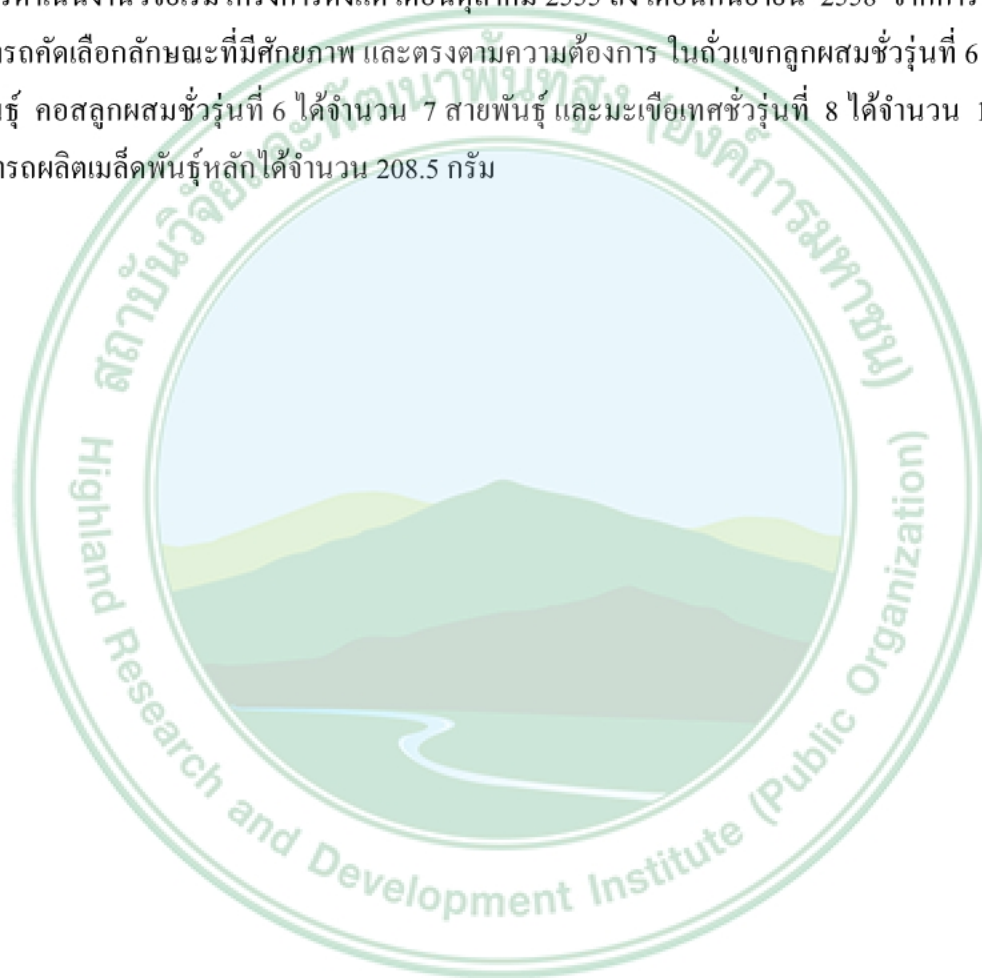 ถคัดเลือกลักษณะที่มีศักยภาพ และตรงตามความต้องการ ในถั่วแขกลูกผสมชั่วรุ่นที่ 6
คอสลูกผสมชั่วรุ่นที่ 6 ได้จำนวน 7 สายพันธุ์ และมะเขือเทศชั่วรุ่นที่ 8 ได้จำนวน 1
ผลิตเมล็ดพันธุ์หลักได้จำนวน 208.5 กรัม
สถาบันวิจัยและพัฒนาพื้นที่สูง (องค์การมหาชน)
Highland Research and Development Institute (Public Organization)